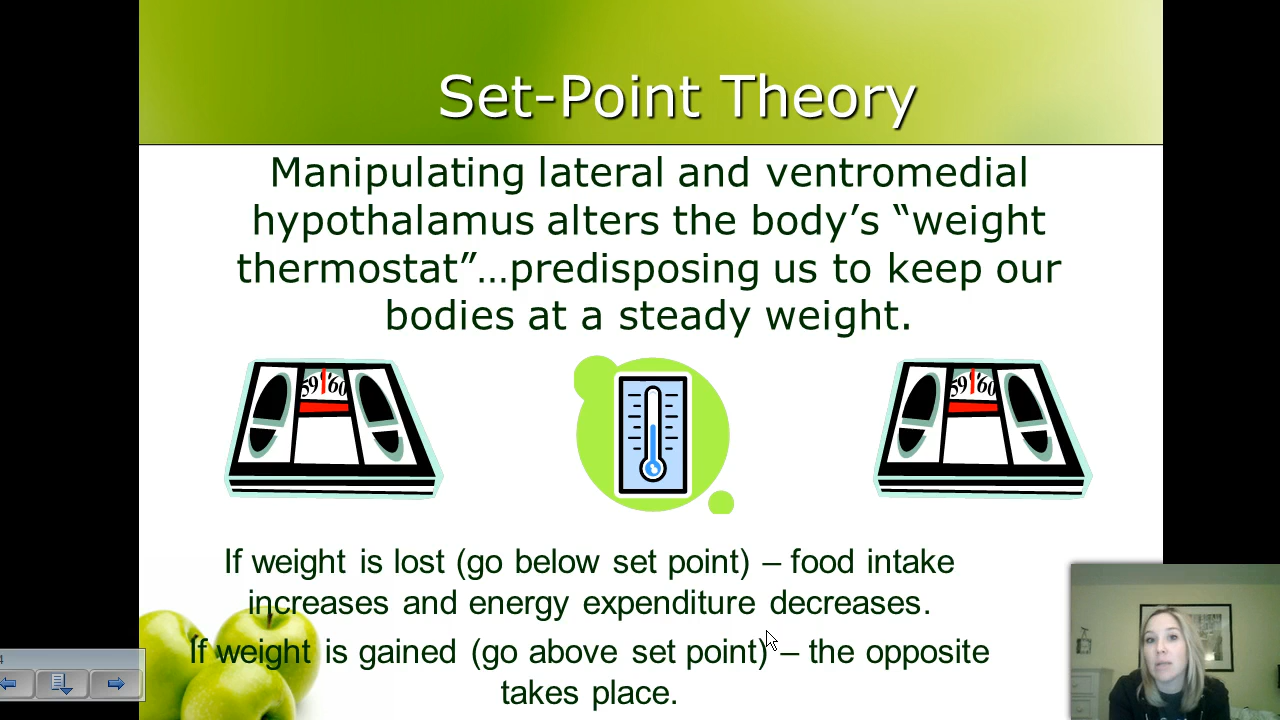 Set-Point Theory
Manipulating lateral and ventromedial
hypothalamus alters the body’s “weight
thermostat”…predisposing us to keep our
bodies at a steady weight.
59 60
59 60
If weight is lost (go below set point) – food intake
increases and energy expenditure decreases.
If weight is gained (go above set point) – the opposite
takes place.
4